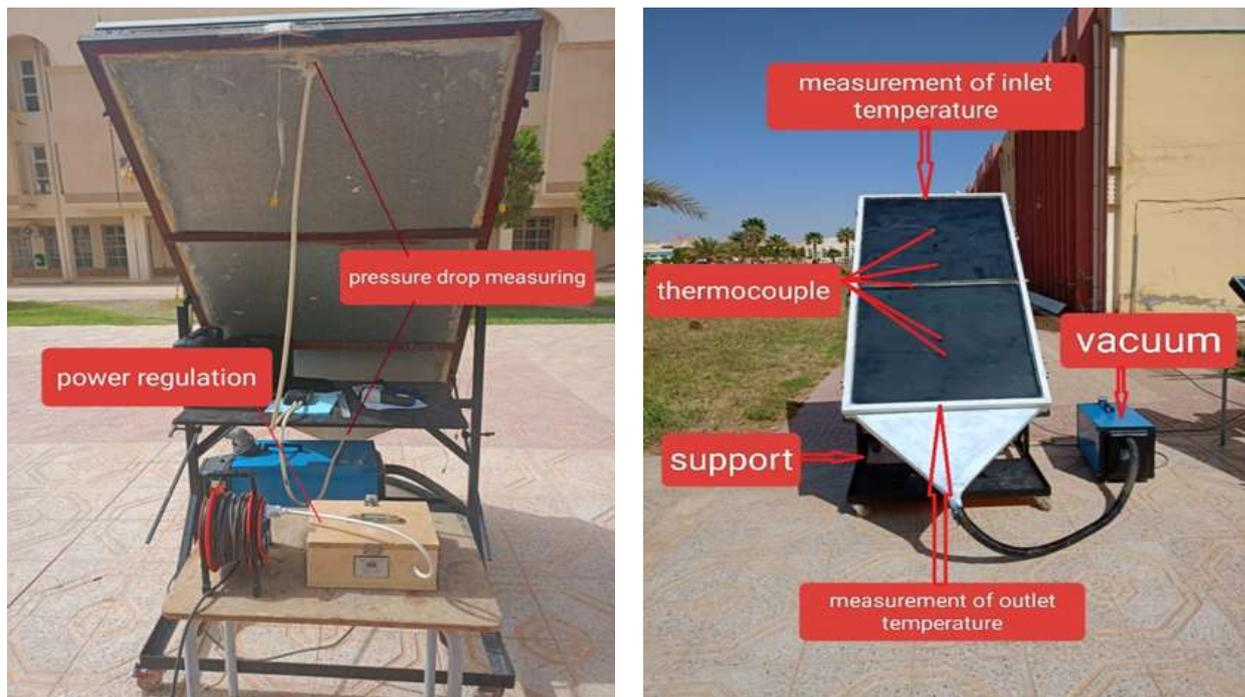 pressure drop measuring
power regulation
measurement of inlet
temperature
thermocouple
vacuum
support
measurement of outlet
temperature